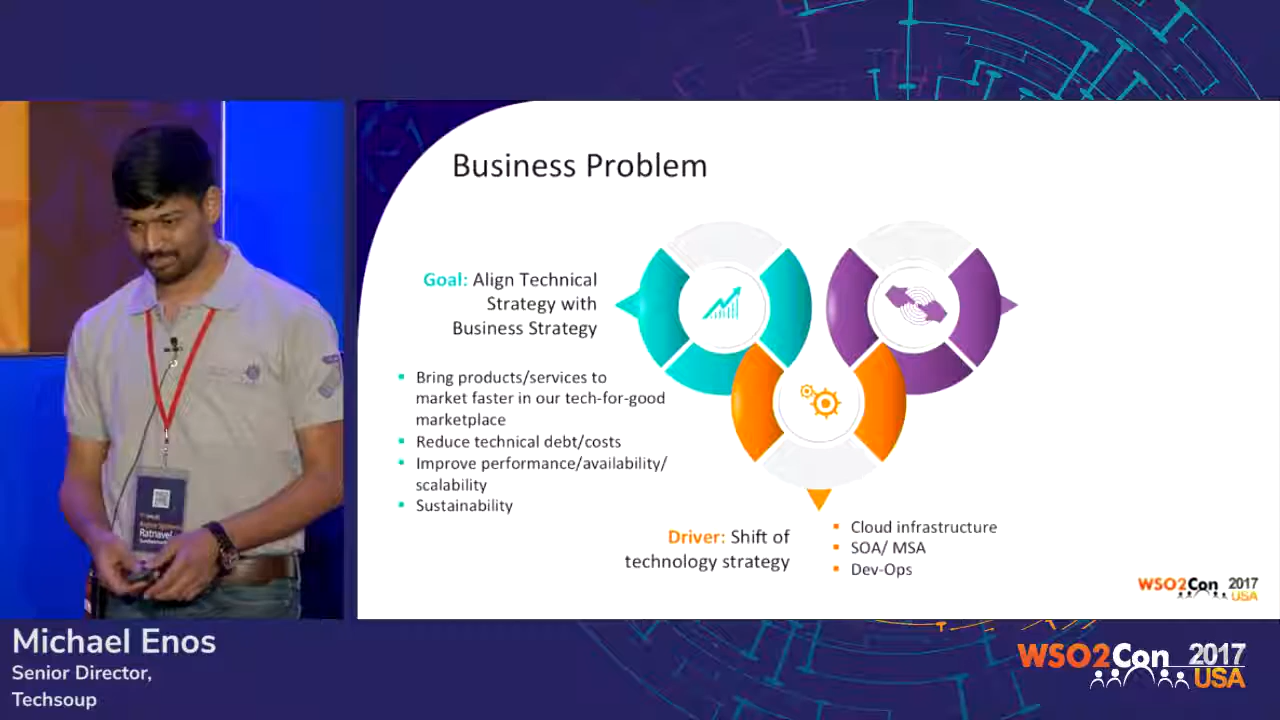 Business Problem
Goal: Align Technical
Strategy with
Business Strategy
Bring products/services to
market faster in our tech-for-good
marketplace
Reduce technical debt/costs
Improve performance/availability/
scalability
Sustainability
Driver: Shift of
technology strategy
Cloud infrastructure
SOA/ MSA
Dev-Ops
WSO2Con 2017
USA
Ratnavel
Michael Enos
Senior Director,
Techsoup
WSO2Con 2017
USA